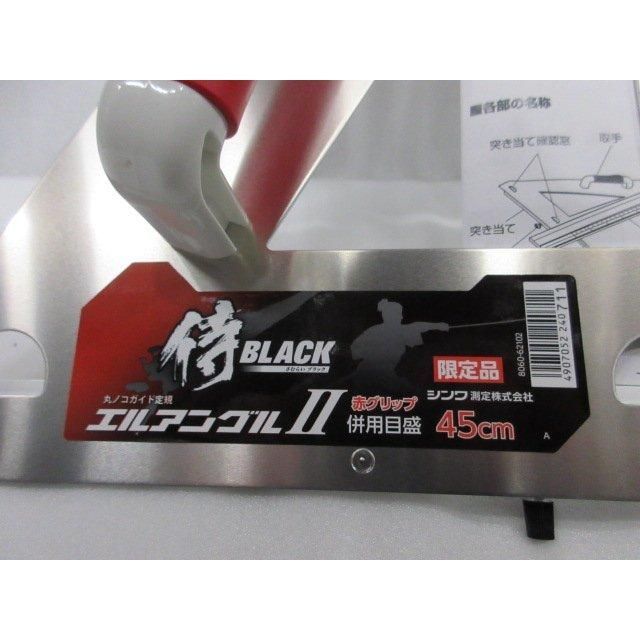 ■各部の名称
突き当て確認窓
取手
突き当て
侍BLACK
さむらい ブラック
丸ノコガイド定規
エルアングルⅡ
赤グリップ
併用目盛
45cm
限定品
シンワ測定株式会社
A
8060-62102
4907052240711